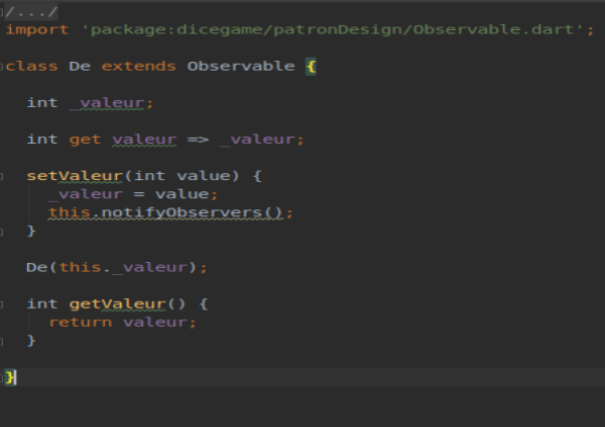 /.../
import 'package:dicegame/patronDesign/Observable.dart';
class De extends Observable {
int _valeur;
int get valeur => _valeur;
setValeur(int value) {
_valeur = value;
this.notifyObservers();
}
De(this._valeur);
int getValeur() {
return valeur;
}
}